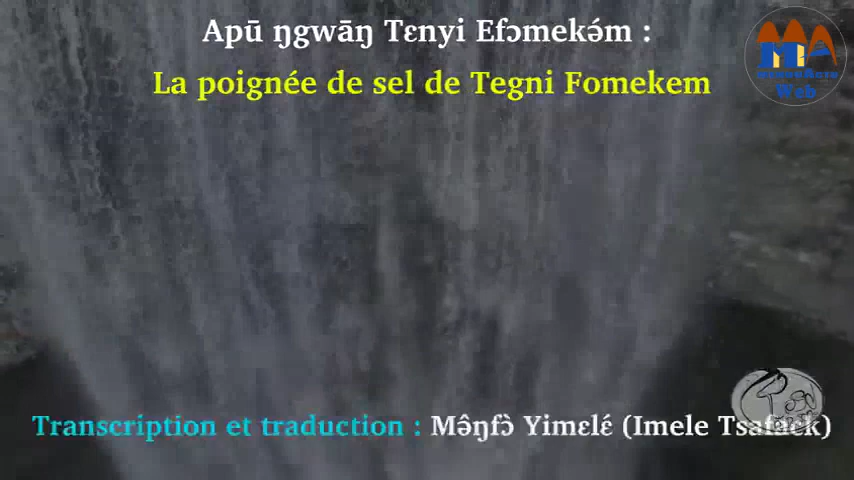 Apū ŋgwāŋ Tɛnyi Efɔmekə́m :
La poignée de sel de Tegni Fomekem
Web
Transcription et traduction : Mə̂ŋfɔ̀ Yimɛlɛ́ (Imele Tsafack)